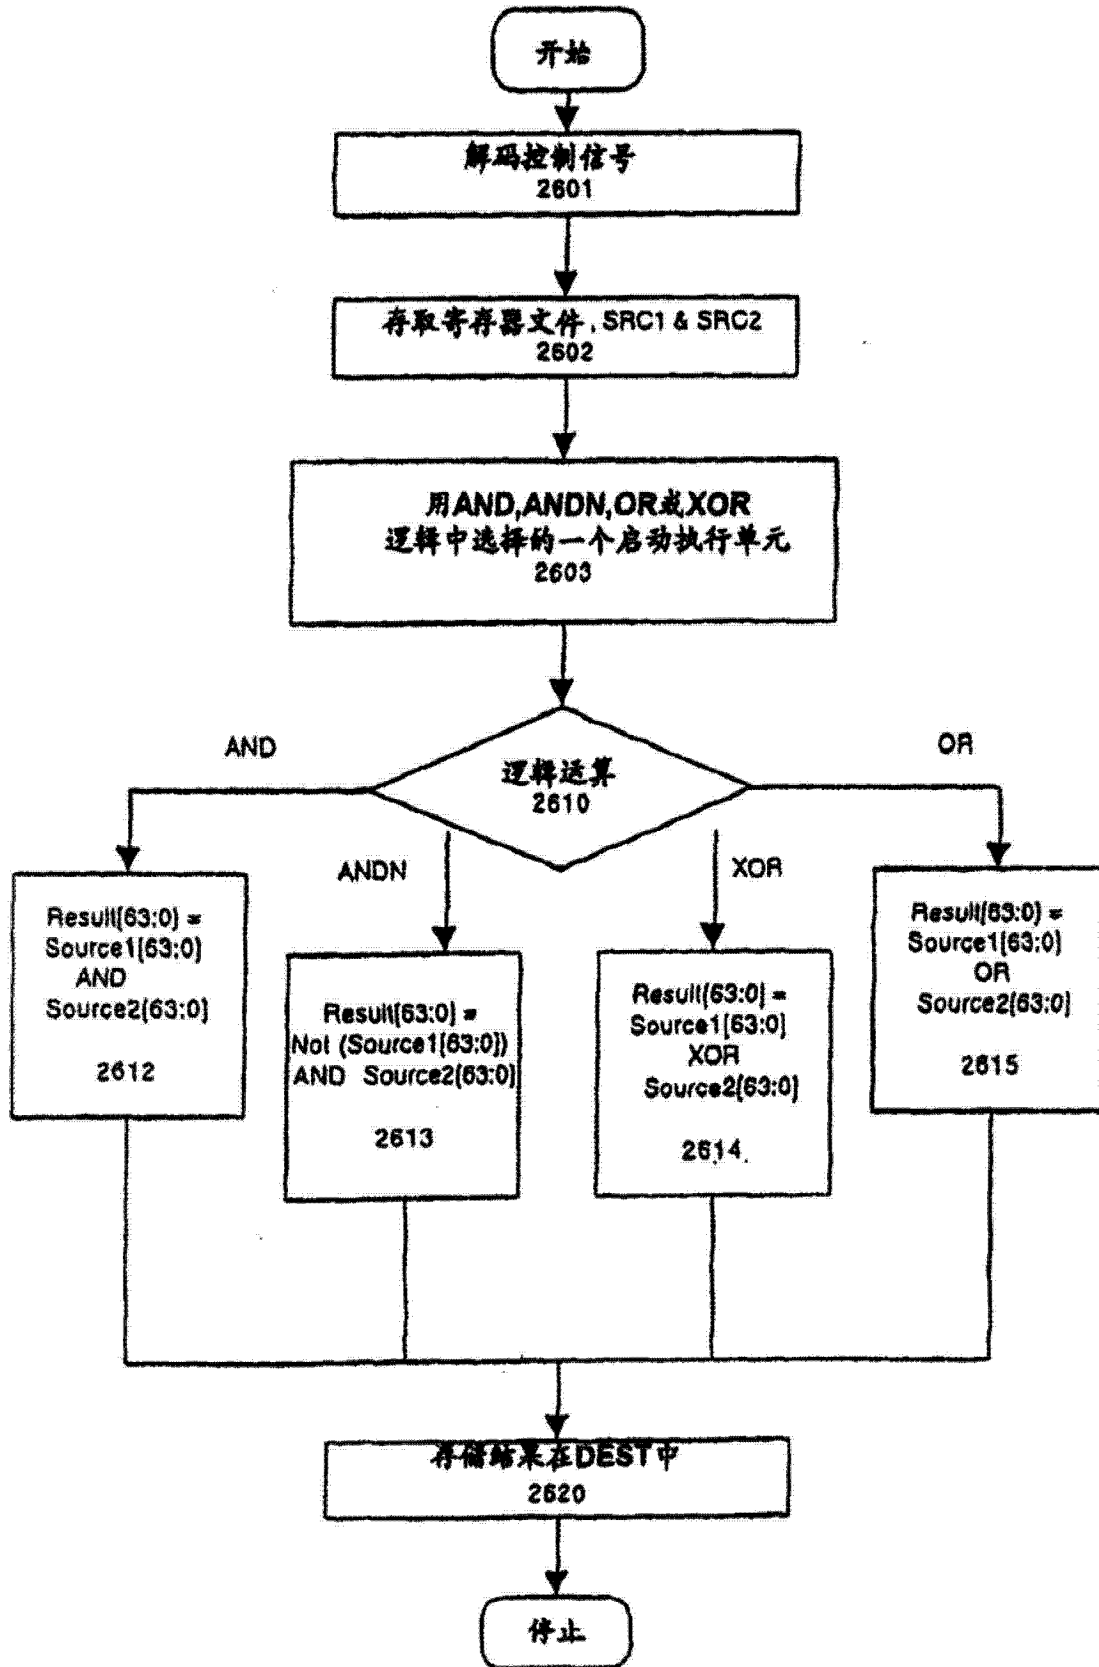 开始
解码控制信号
2601
存取寄存器文件, SRC1 & SRC2
2602
用AND,ANDN,OR或XOR
逻辑中选择的一个启动执行单元
2603
逻辑运算
2610
AND
OR
ANDN
XOR
Result[63:0] =
Source1[63:0]
AND
Source2[63:0]
2612
Result[63:0] =
Not (Source1[63:0])
AND Source2[63:0]
2613
Result[63:0] =
Source1[63:0]
XOR
Source2[63:0]
2614
Result[63:0] =
Source1[63:0]
OR
Source2[63:0]
2615
存储结果在DEST中
2620
停止